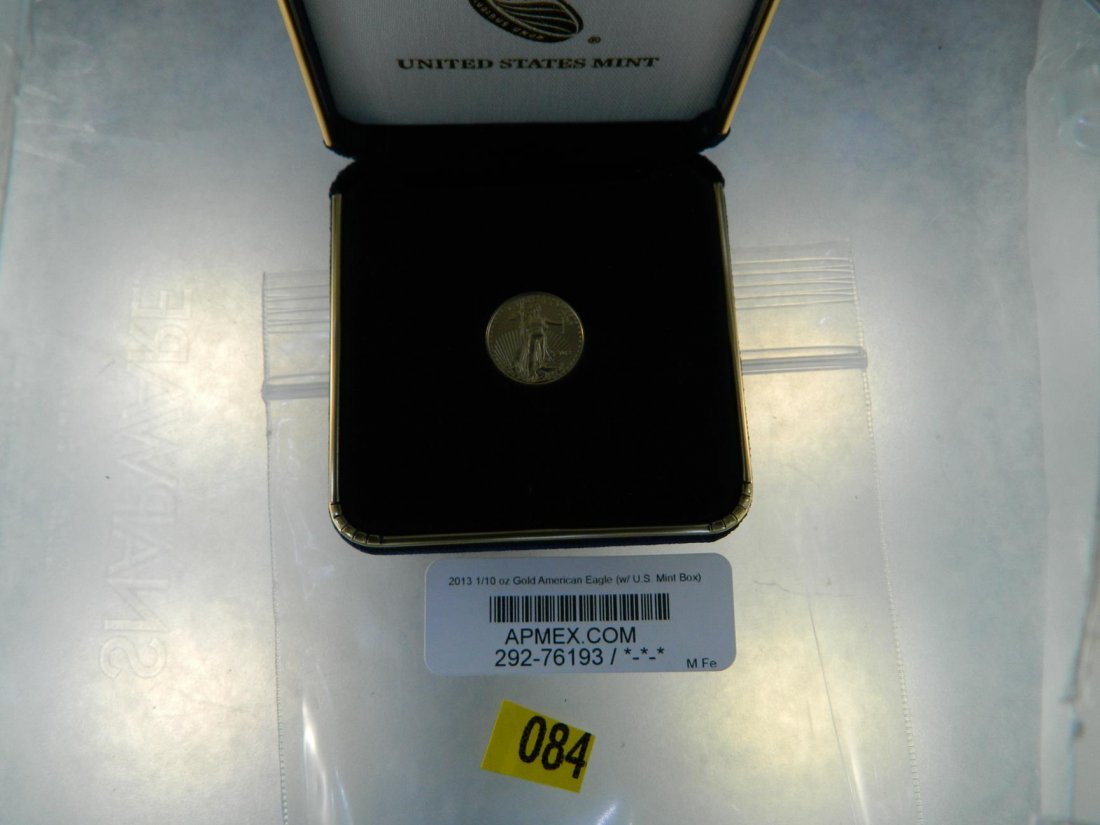 UNITED STATES MINT
®
2013 1/10 oz Gold American Eagle (w/ U.S. Mint Box)
APMEX.COM
292-76193 / *-*-*
M Fe
084